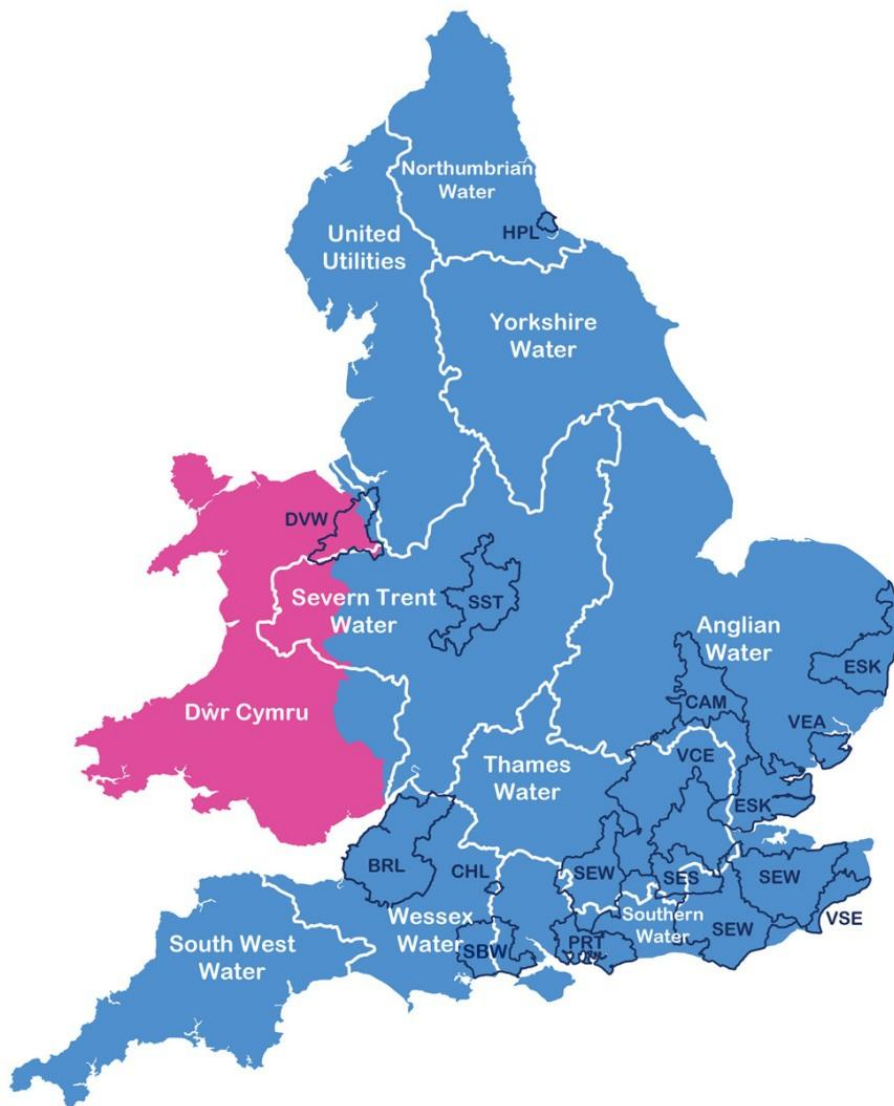 Northumbrian
Water
HPL
United
Utilities
Yorkshire
Water
DVW
Severn Trent
Water
SST
Anglian
Water
ESK
CAM
VEA
Dŵr Cymru
Thames
Water
VCE
ESK
BRL
CHL
SEW
SES
SEW
VSE
Southern
Water
SEW
Wessex
Water
SBW
PRT
South West
Water